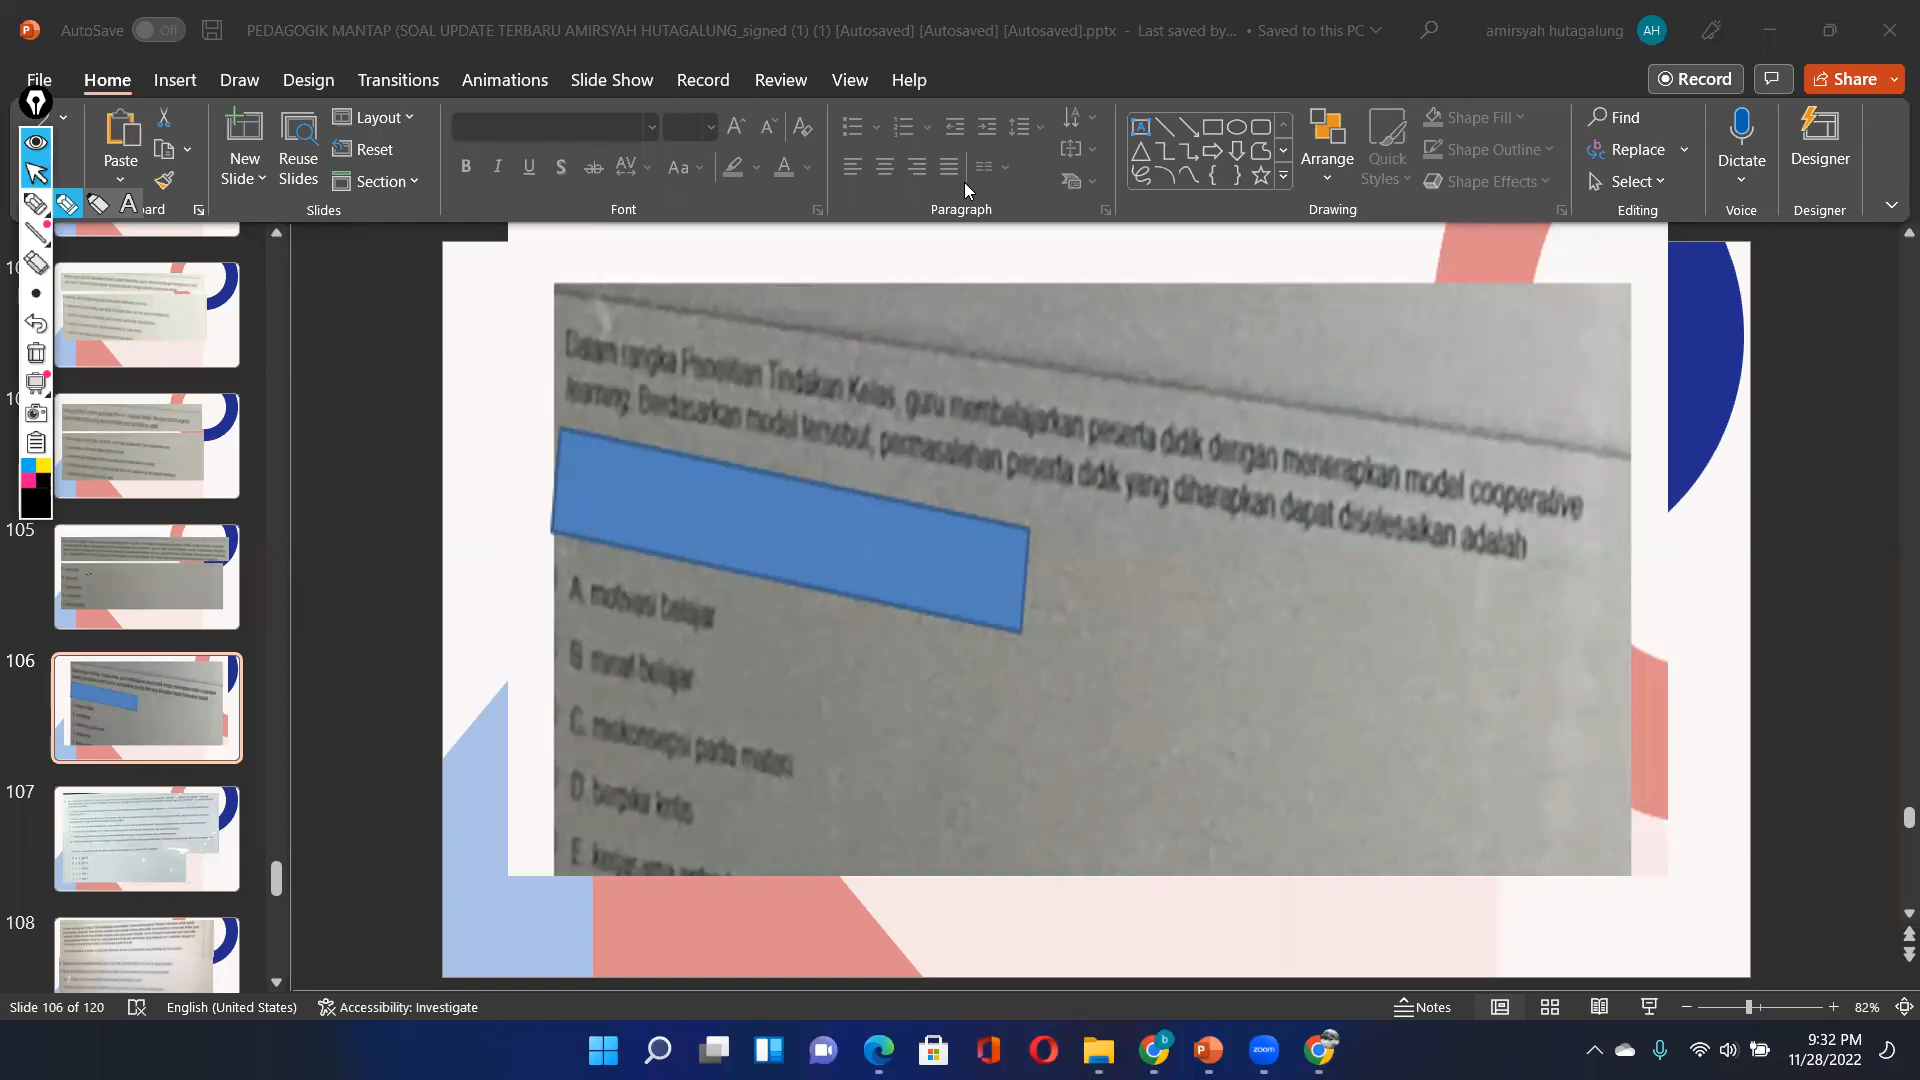 AutoSave
Off
PEDAGOGIK MANTAP (SOAL UPDATE TERBARU AMIRSYAH HUTAGALUNG_signed (1) (1) [Autosaved] [Autosaved] [Autosaved].pptx - Last saved by... • Saved to this PC
amirsyah hutagalung
AH
File Home Insert Draw Design Transitions Animations Slide Show Record Review View Help
Record
Share
Paste
New
Slide
Reuse
Slides
Layout
Reset
Section
Arrange
Quick
Styles
Shape Fill
Shape Outline
Shape Effects
Find
Replace
Select
Dictate
Designer
Slides
Font
Paragraph
Drawing
Editing
Voice
Designer
105
106
107
108
Dalam rangka Penelitian Tindakan Kelas, guru membelajarkan peserta didik dengan menerapkan model cooperative
learning. Berdasarkan model tersebut, permasalahan peserta didik yang diharapkan dapat diselesaikan adalah
A. motivasi belajar
B. minat belajar
C. miskonsepsi pada materi
D. berpikir kritis
E.
Slide 106 of 120
English (United States)
Accessibility: Investigate
Notes
82%
zoom
9:32 PM
11/28/2022